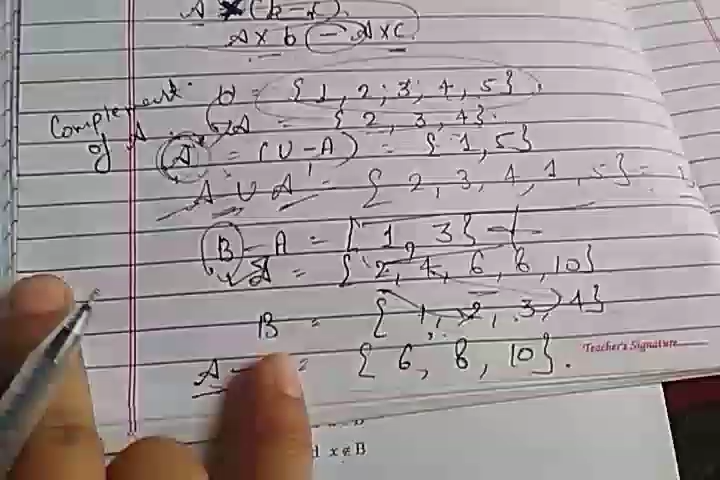 A × (b - c)
A × b - A × c
Complement of A
U = {1, 2, 3, 4, 5}.
A = {2, 3, 4}.
A' = (U - A) = {1, 5}
A U A' = {2, 3, 4, 1, 5} =
B - A = {1, 3}
A = {2, 4, 6, 8, 10}
B = {1, 2, 3, 4}
A = {6, 8, 10}.
Teacher's Signature
x ∉ B